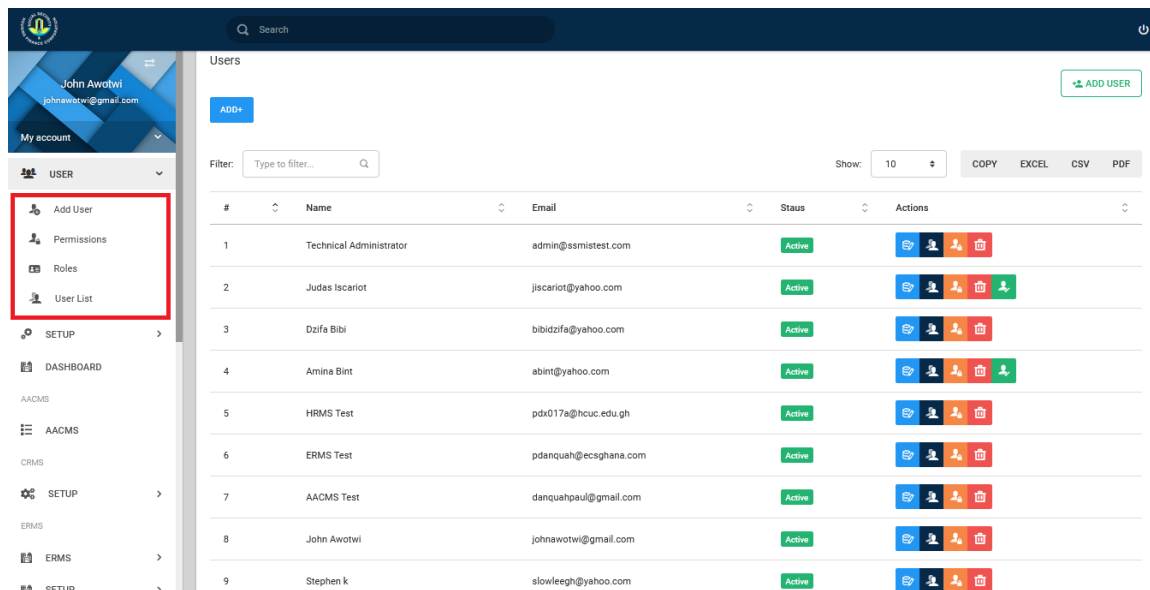 Search
John Awotwi
johnawotwi@gmail.com
My account
USER
Add User
Permissions
Roles
User List
SETUP
DASHBOARD
AACMS
AACMS
CRMS
SETUP
ERMS
ERMS
SETUP
Users
ADD USER
ADD+
Filter: Type to filter... Show: 10 COPY EXCEL CSV PDF
# Name Email Staus Actions
1 Technical Administrator admin@ssmistest.com Active
2 Judas Iscariot jiscariot@yahoo.com Active
3 Dzifa Bibi bibidzifa@yahoo.com Active
4 Amina Bint abint@yahoo.com Active
5 HRMS Test pdx017a@hcuc.edu.gh Active
6 ERMS Test pdanquah@ecsghana.com Active
7 AACMS Test danquahpaul@gmail.com Active
8 John Awotwi johnawotwi@gmail.com Active
9 Stephen k slowleegh@yahoo.com Active